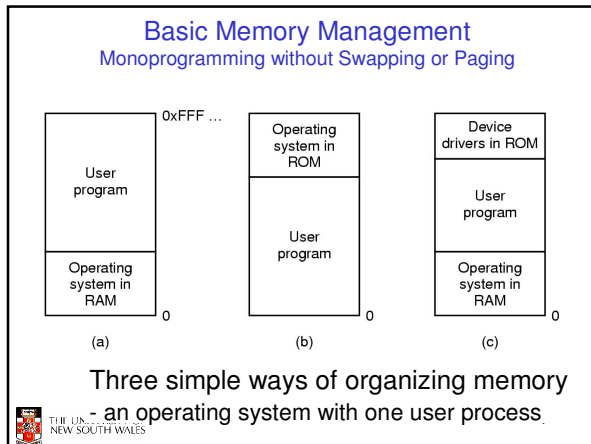 Basic Memory Management
Monoprogramming without Swapping or Paging
0xFFF ...
User
program
Operating
system in
RAM
0
(a)
Operating
system in
ROM
User
program
0
(b)
Device
drivers in ROM
User
program
Operating
system in
RAM
0
(c)
Three simple ways of organizing memory
- an operating system with one user process
NEW SOUTH WALES